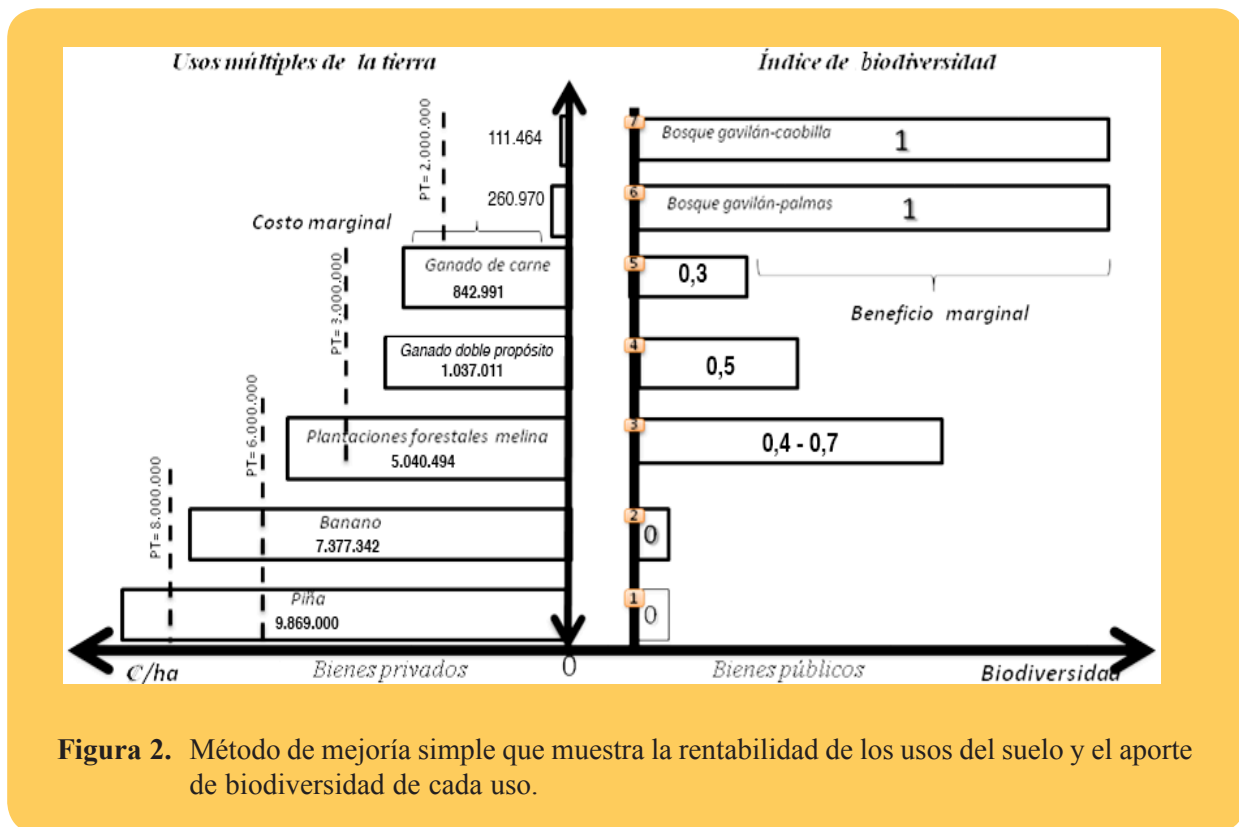 Usos múltiples de la tierra
Índice de biodiversidad
111.464
PT= 2.000.000
7
Bosque gavilán-caobilla
1
260.970
6
Bosque gavilán-palmas
1
Costo marginal
Ganado de carne
842.991
5
0,3
Beneficio marginal
PT= 3.000.000
Ganado doble propósito
1.037.011
4
0,5
PT= 6.000.000
Plantaciones forestales melina
5.040.494
3
0,4 - 0,7
PT= 8.000.000
Banano
7.377.342
2
0
Piña
9.869.000
1
0
₡/ha
Bienes privados
0
Bienes públicos
Biodiversidad
Figura 2. Método de mejoría simple que muestra la rentabilidad de los usos del suelo y el aporte
de biodiversidad de cada uso.